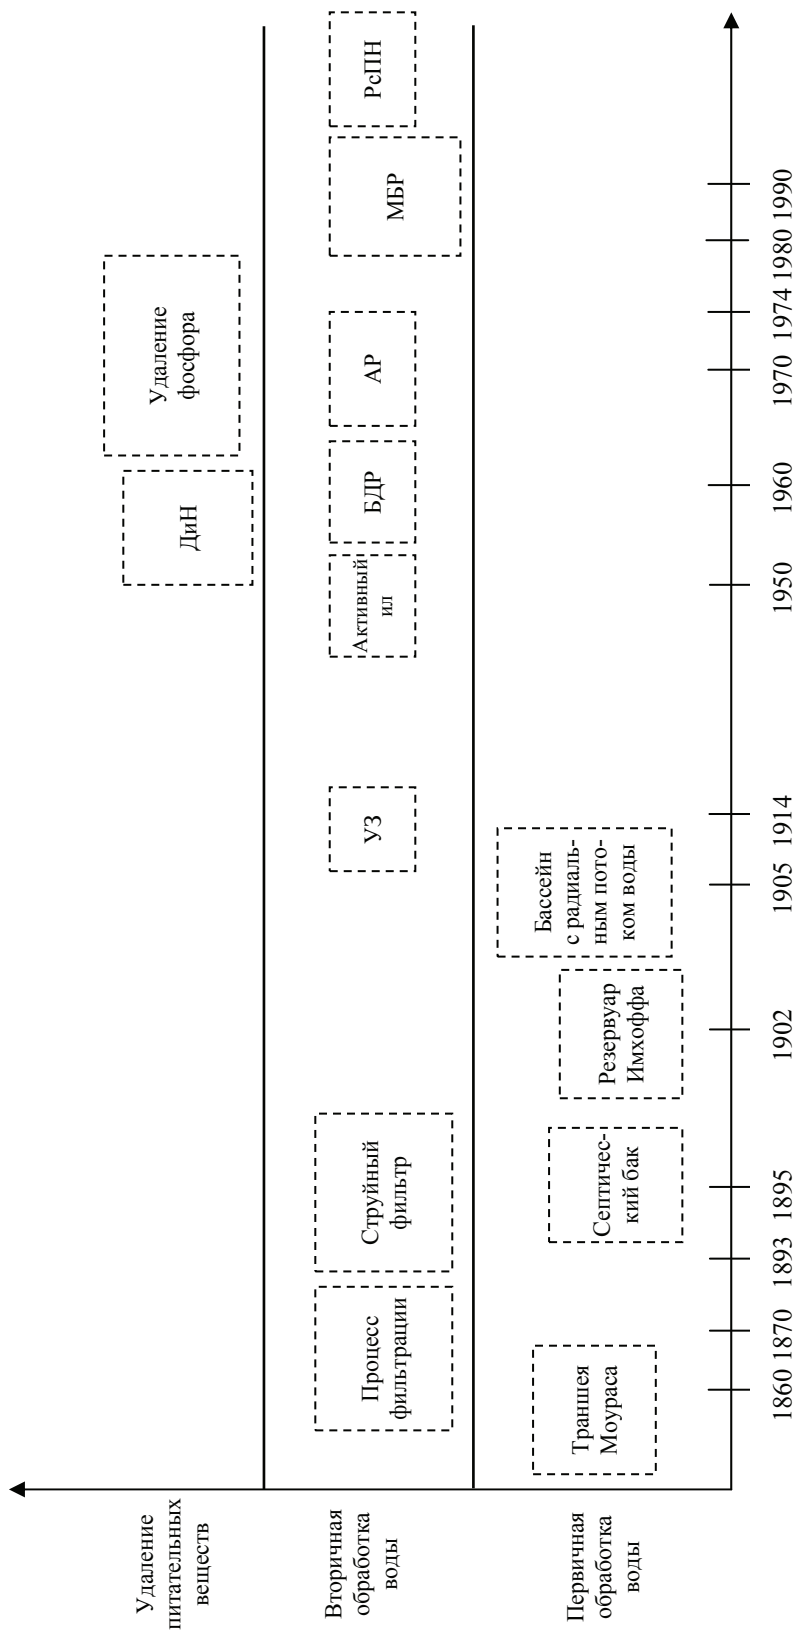 Удаление
питательных
веществ
ДиН
Удаление
фосфора
Вторичная
обработка
воды
Процесс
фильтрации
Струйный
фильтр
УЗ
Активный
ил
БДР
АР
МБР
РсПН
Первичная
обработка
воды
Траншея
Моураса
Септичес-
кий бак
Резервуар
Имхоффа
Бассейн
с радиаль-
ным пото-
ком воды
1860 1870 1893 1895 1902 1905 1914 1950 1960 1970 1974 1980 1990